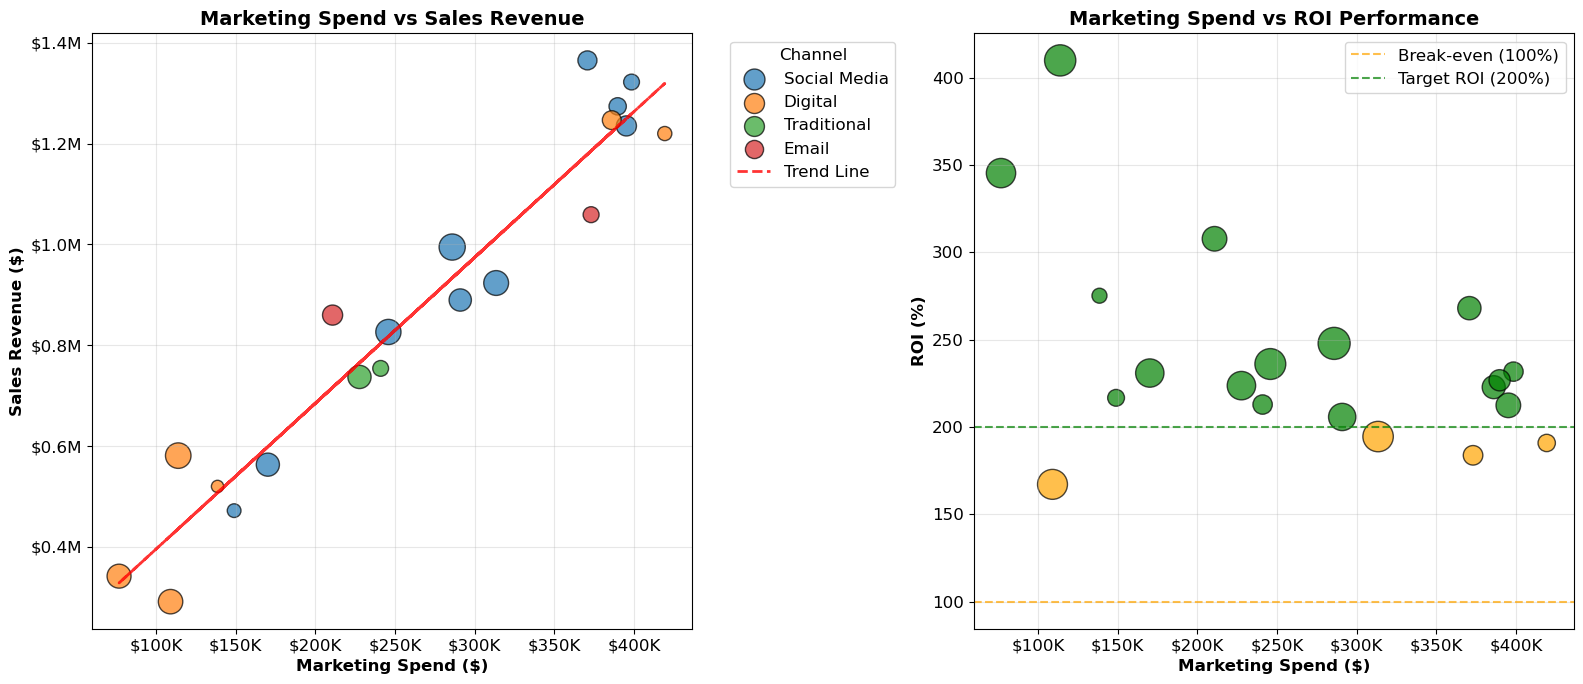 Marketing Spend vs Sales Revenue
Sales Revenue ($)
$1.4M
$1.2M
$1.0M
$0.8M
$0.6M
$0.4M
$100K $150K $200K $250K $300K $350K $400K
Marketing Spend ($)
Channel
Social Media
Digital
Traditional
Email
Trend Line
Marketing Spend vs ROI Performance
ROI (%)
400
350
300
250
200
150
100
$100K $150K $200K $250K $300K $350K $400K
Marketing Spend ($)
Break-even (100%)
Target ROI (200%)